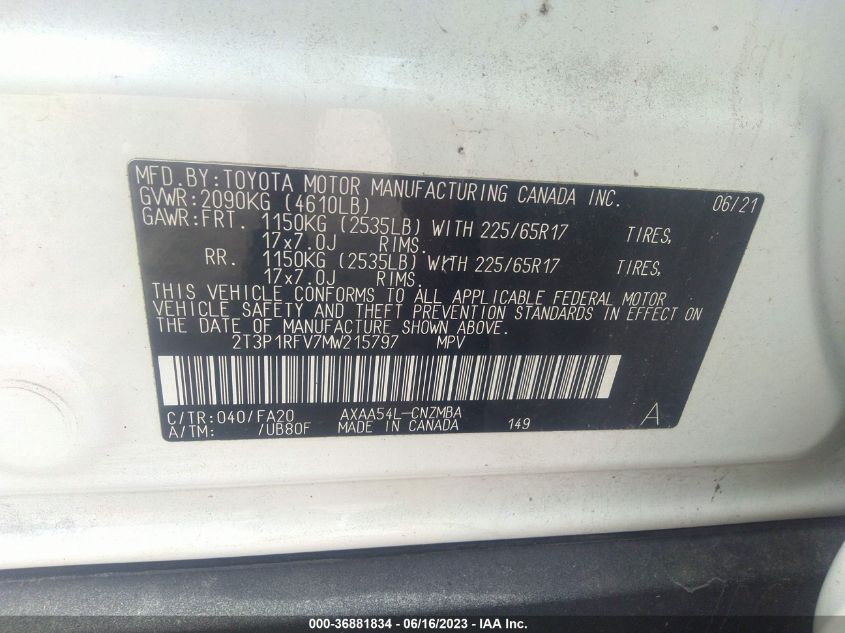 MFD.BY:TOYOTA MOTOR MANUFACTURING CANADA INC. 06/21
GVWR:2090KG (4610LB)
GAWR:FRT. 1150KG (2535LB) WITH 225/65R17 TIRES,
17x7.0J RIMS.
RR. 1150KG (2535LB) WITH 225/65R17 TIRES,
17x7.0J RIMS.
THIS VEHICLE CONFORMS TO ALL APPLICABLE FEDERAL MOTOR
VEHICLE SAFETY AND THEFT PREVENTION STANDARDS IN EFFECT ON
THE DATE OF MANUFACTURE SHOWN ABOVE.
2T3P1RFV7MW215797 MPV
C/TR:040/FA20 AXAA54L-CNZMBA A
A/TM: /UB80F MADE IN CANADA 149
000-36881834 - 06/16/2023 - IAA Inc.